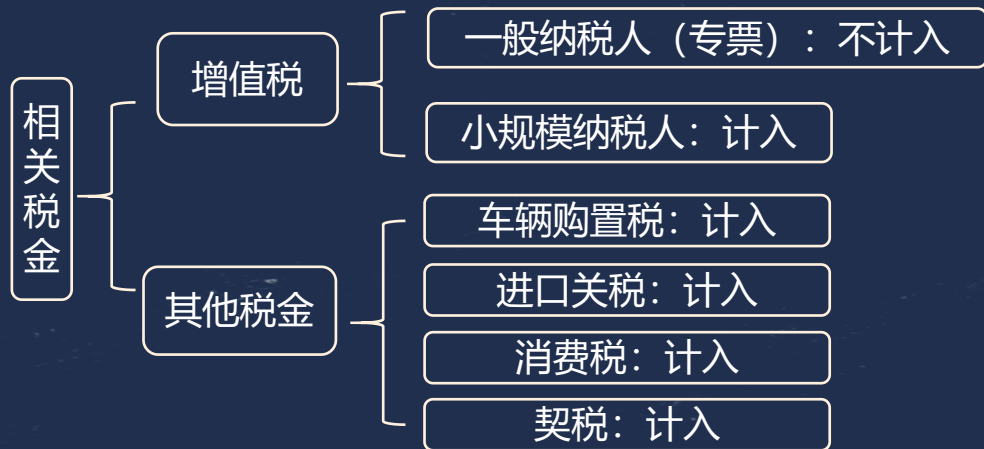 相关税金
增值税
一般纳税人（专票）：不计入
小规模纳税人：计入
其他税金
车辆购置税：计入
进口关税：计入
消费税：计入
契税：计入